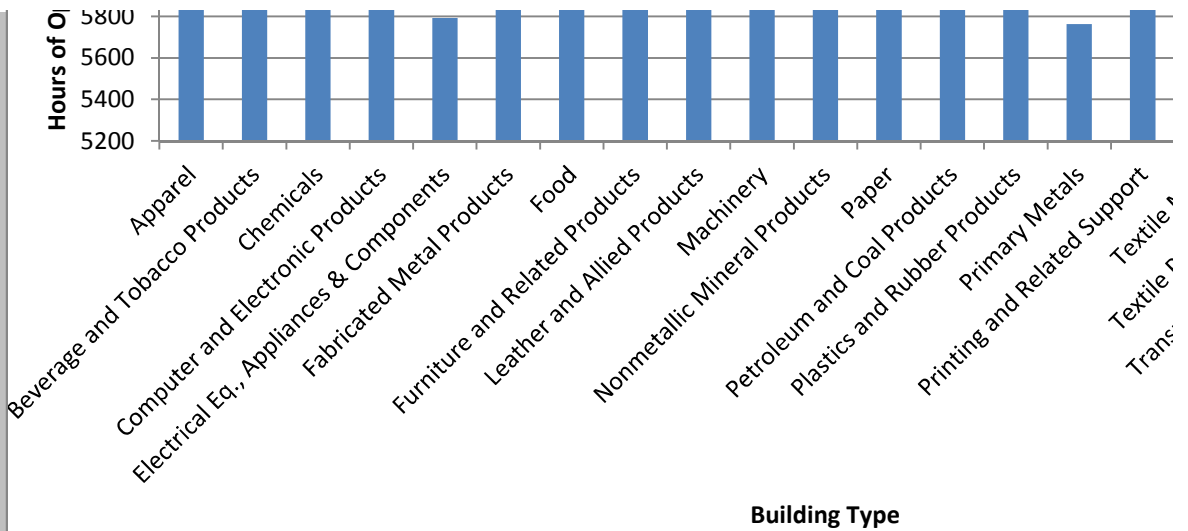 Hours of
5800
5600
5400
5200
Apparel
Beverage and Tobacco Products
Chemicals
Computer and Electronic Products
Electrical Eq., Appliances & Components
Fabricated Metal Products
Food
Furniture and Related Products
Leather and Allied Products
Machinery
Nonmetallic Mineral Products
Paper
Petroleum and Coal Products
Plastics and Rubber Products
Primary Metals
Printing and Related Support
Textile
Textile
Building Type